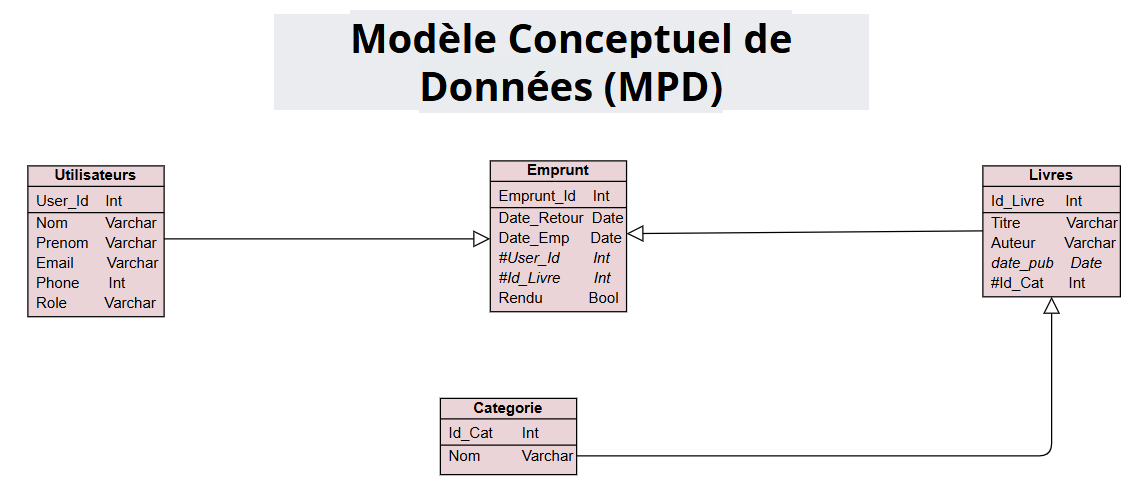 Modèle Conceptuel de
Données (MPD)
Utilisateurs
User_Id Int
Nom Varchar
Prenom Varchar
Email Varchar
Phone Int
Role Varchar
Emprunt
Emprunt_Id Int
Date_Retour Date
Date_Emp Date
#User_Id Int
#Id_Livre Int
Rendu Bool
Livres
Id_Livre Int
Titre Varchar
Auteur Varchar
date_pub Date
#Id_Cat Int
Categorie
Id_Cat Int
Nom Varchar